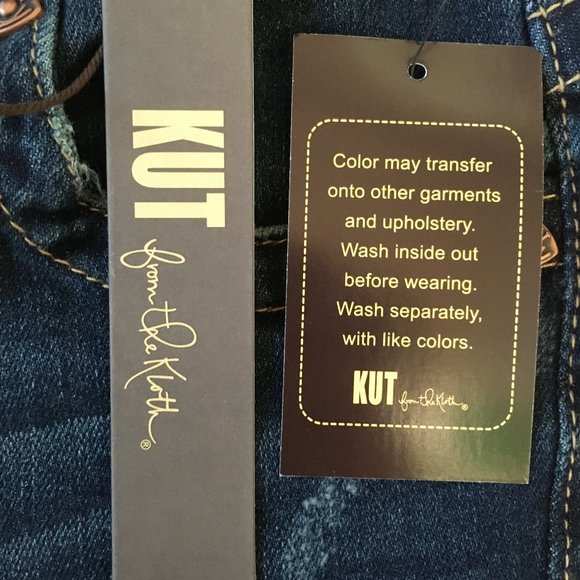 KUT
from the Kloth®
Color may transfer
onto other garments
and upholstery.
Wash inside out
before wearing.
Wash separately,
with like colors.
KUT from the Kloth®